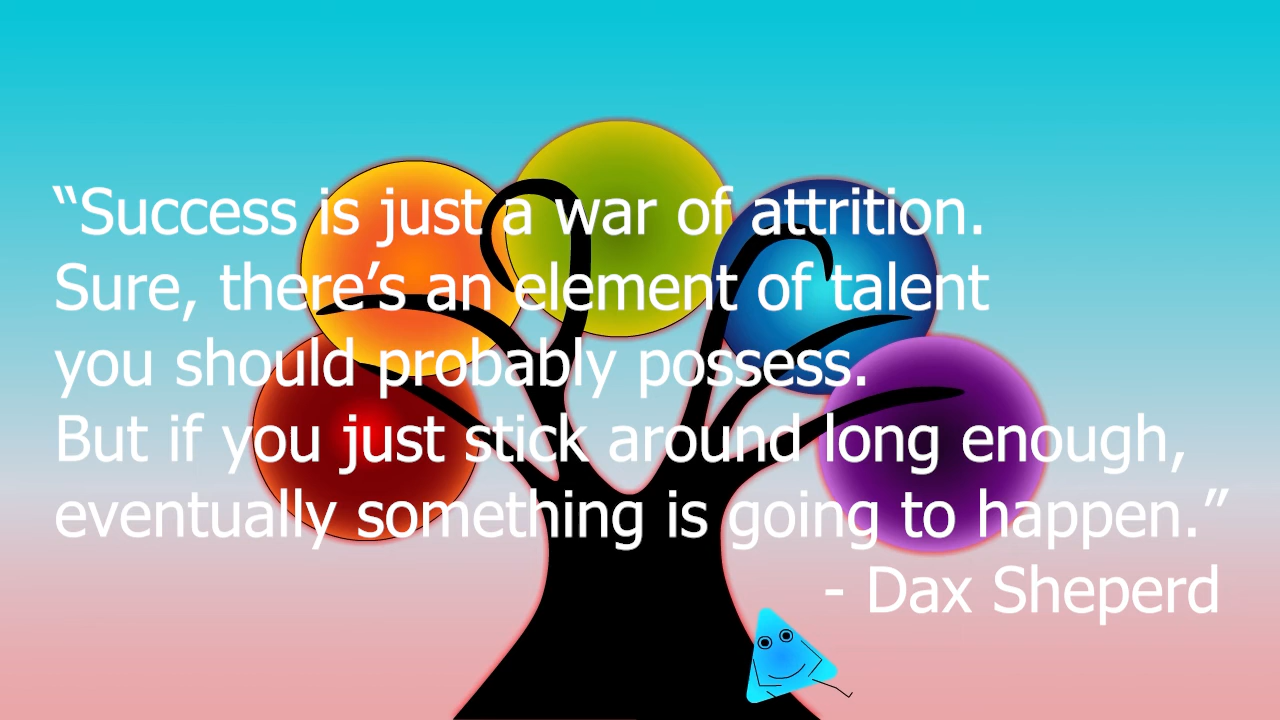 “Success is just a war of attrition.
Sure, there’s an element of talent
you should probably possess.
But if you just stick around long enough,
eventually something is going to happen.”
- Dax Sheperd